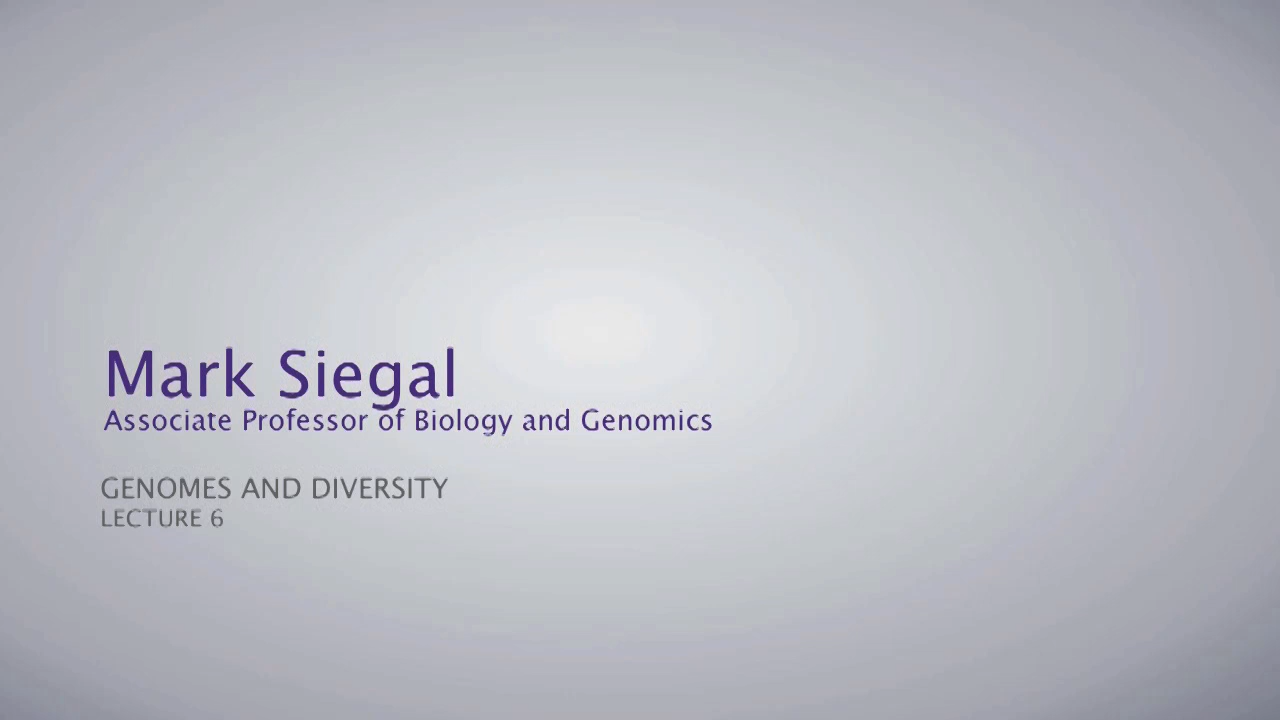 Mark Siegal
Associate Professor of Biology and Genomics
GENOMES AND DIVERSITY
LECTURE 6